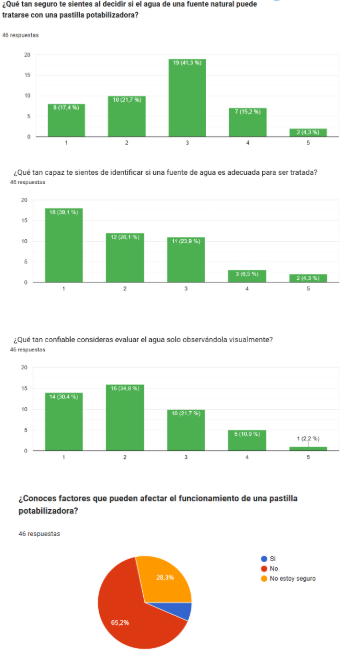 ¿Qué tan seguro te sientes al decidir si el agua de una fuente natural puede
tratarse con una pastilla potabilizadora?
46 respuestas
20
15
10
5
0
8 (17,4 %)
10 (21,7 %)
19 (41,3 %)
7 (15,2 %)
2 (4,3 %)
1 2 3 4 5
¿Qué tan capaz te sientes de identificar si una fuente de agua es adecuada para ser tratada?
46 respuestas
20
15
10
5
0
18 (39,1 %)
12 (26,1 %)
11 (23,9 %)
3 (6,5 %)
2 (4,3 %)
1 2 3 4 5
¿Qué tan confiable consideras evaluar el agua solo observándola visualmente?
46 respuestas
20
15
10
5
0
14 (30,4 %)
16 (34,8 %)
10 (21,7 %)
5 (10,9 %)
1 (2,2 %)
1 2 3 4 5
¿Conoces factores que pueden afectar el funcionamiento de una pastilla
potabilizadora?
46 respuestas
28,3%
65,2%
Si
No
No estoy seguro